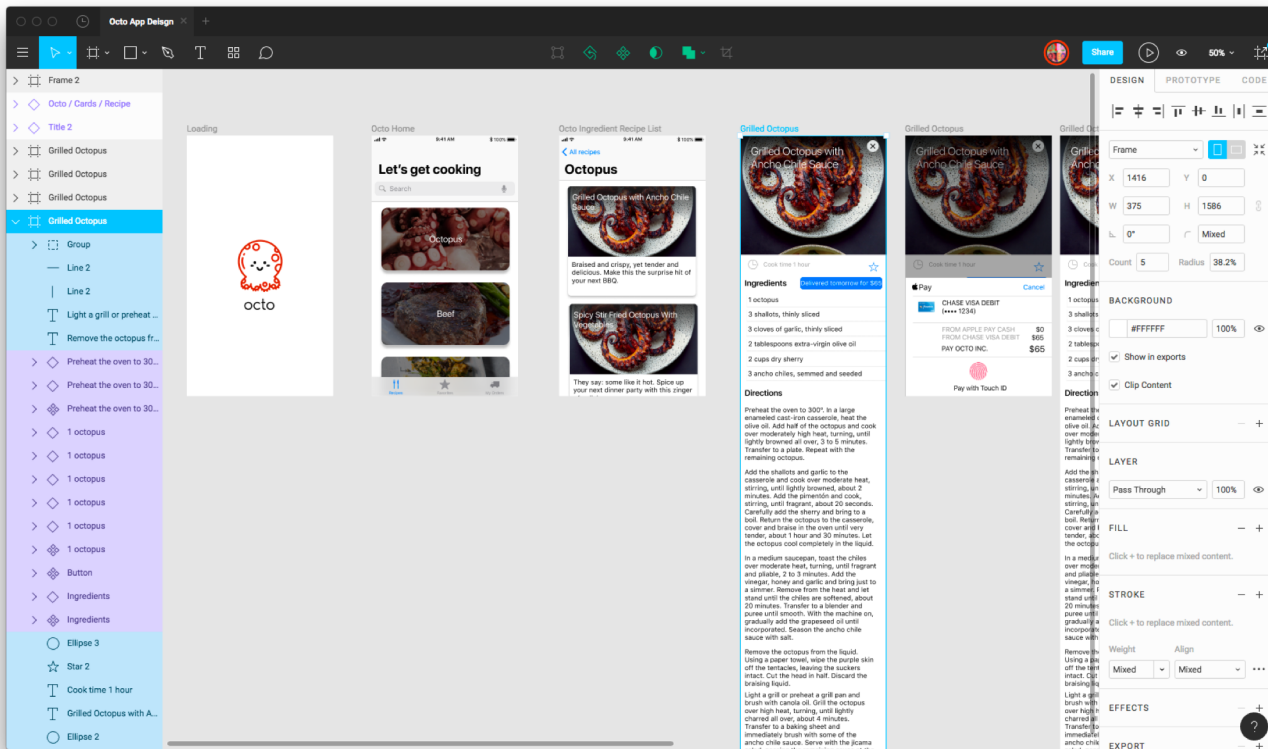 Octo App Deisgn
Share
50%
Frame 2
Octo / Cards / Recipe
Title 2
Grilled Octopus
Grilled Octopus
Grilled Octopus
Grilled Octopus
Group
Line 2
Line 2
Light a grill or preheat ...
Remove the octopus fr...
Preheat the oven to 30...
Preheat the oven to 30...
Preheat the oven to 30...
1 octopus
1 octopus
1 octopus
1 octopus
1 octopus
1 octopus
Button
Ingredients
Ingredients
Ellipse 3
Star 2
Cook time 1 hour
Grilled Octopus with A...
Ellipse 2
Loading
octo
Octo Home
9:41 AM
100%
Let's get cooking
Search
Octopus
Beef
Recipes
Octo Ingredient Recipe List
9:41 AM
100%
All recipes
Octopus
Grilled Octopus with Ancho Chile
Sauce
Braised and crispy, yet tender and
delicious. Make this the surprise hit of
your next BBQ.
Spicy Stir Fried Octopus With
Vegetables
They say: some like it hot. Spice up
your next dinner party with this zinger
Grilled Octopus
Grilled Octopus with
Ancho Chile Sauce
Cook time 1 hour
Ingredients
Delivered tomorrow for $65
1 octopus
3 shallots, thinly sliced
3 cloves of garlic, thinly sliced
2 tablespoons extra-virgin olive oil
2 cups dry sherry
3 ancho chiles, semmed and seeded
Directions
Preheat the oven to 300°. In a large
enameled cast-iron casserole, heat the
olive oil. Add half of the octopus and cook
over moderately high heat, turning, until
lightly browned all over, 3 to 5 minutes.
Transfer to a plate. Repeat with the
remaining octopus.
Add the shallots and garlic to the
casserole and cook over moderate heat,
stirring, until lightly browned, about 2
minutes. Add the pimentón and cook,
stirring, until fragrant, about 20 seconds.
Carefully add the sherry and bring to a
boil. Return the octopus to the casserole,
cover and braise in the oven until very
tender, about 1 hour and 30 minutes. Let
the octopus cool completely in the liquid.
In a medium saucepan, toast the chiles
over moderate heat, turning, until fragrant
and pliable, 2 to 3 minutes. Add the
vinegar, honey and garlic and bring just to
a simmer. Remove from the heat and let
stand until the chiles are softened, about
20 minutes. Transfer to a blender and
puree until smooth. With the machine on,
gradually add the grapeseed oil until
incorporated. Season the ancho chile
sauce with salt.
Remove the octopus from the liquid.
Using a paper towel, wipe the purple skin
off the tentacles, leaving the suckers
intact. Cut the head in half. Discard the
braising liquid.
Light a grill or preheat a grill pan and
brush with canola oil. Grill the octopus
over high heat, turning, until lightly
charred all over, about 4 minutes.
Transfer to a baking sheet and
immediately brush with some of the
ancho chile sauce. Serve with the jicama
Grilled Octopus
Grilled Octopus with
Ancho Chile Sauce
Cook time 1 hour
Pay
Cancel
CHASE VISA DEBIT
(•••• 1234)
FROM APPLE PAY CASH $0
FROM CHASE VISA DEBIT $65
PAY OCTO INC. $65
Pay with Touch ID
DESIGN
PROTOTYPE
CODE
Frame
X 1416 Y 0
W 375 H 1586
0° Mixed
Count 5 Radius 38.2%
BACKGROUND
#FFFFFF 100%
Show in exports
Clip Content
LAYOUT GRID
LAYER
Pass Through 100%
FILL
Click + to replace mixed content.
STROKE
Click + to replace mixed content.
Weight Align
Mixed Mixed
EFFECTS
EXPORT
?